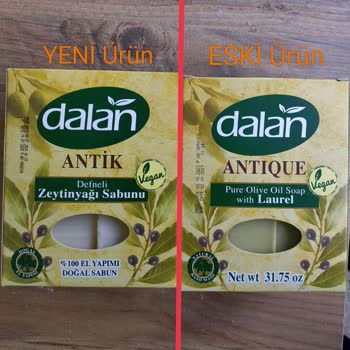 YENİ Ürün
dalan
ANTİK
Vegan
Defneli
Zeytinyağı Sabunu
% 100 EL YAPIMI
DOĞAL SABUN
ESKİ Ürün
dalan
ANTIQUE
Vegan
Pure Olive Oil Soap
with Laurel
NATURAL
Net wt 31.75 oz